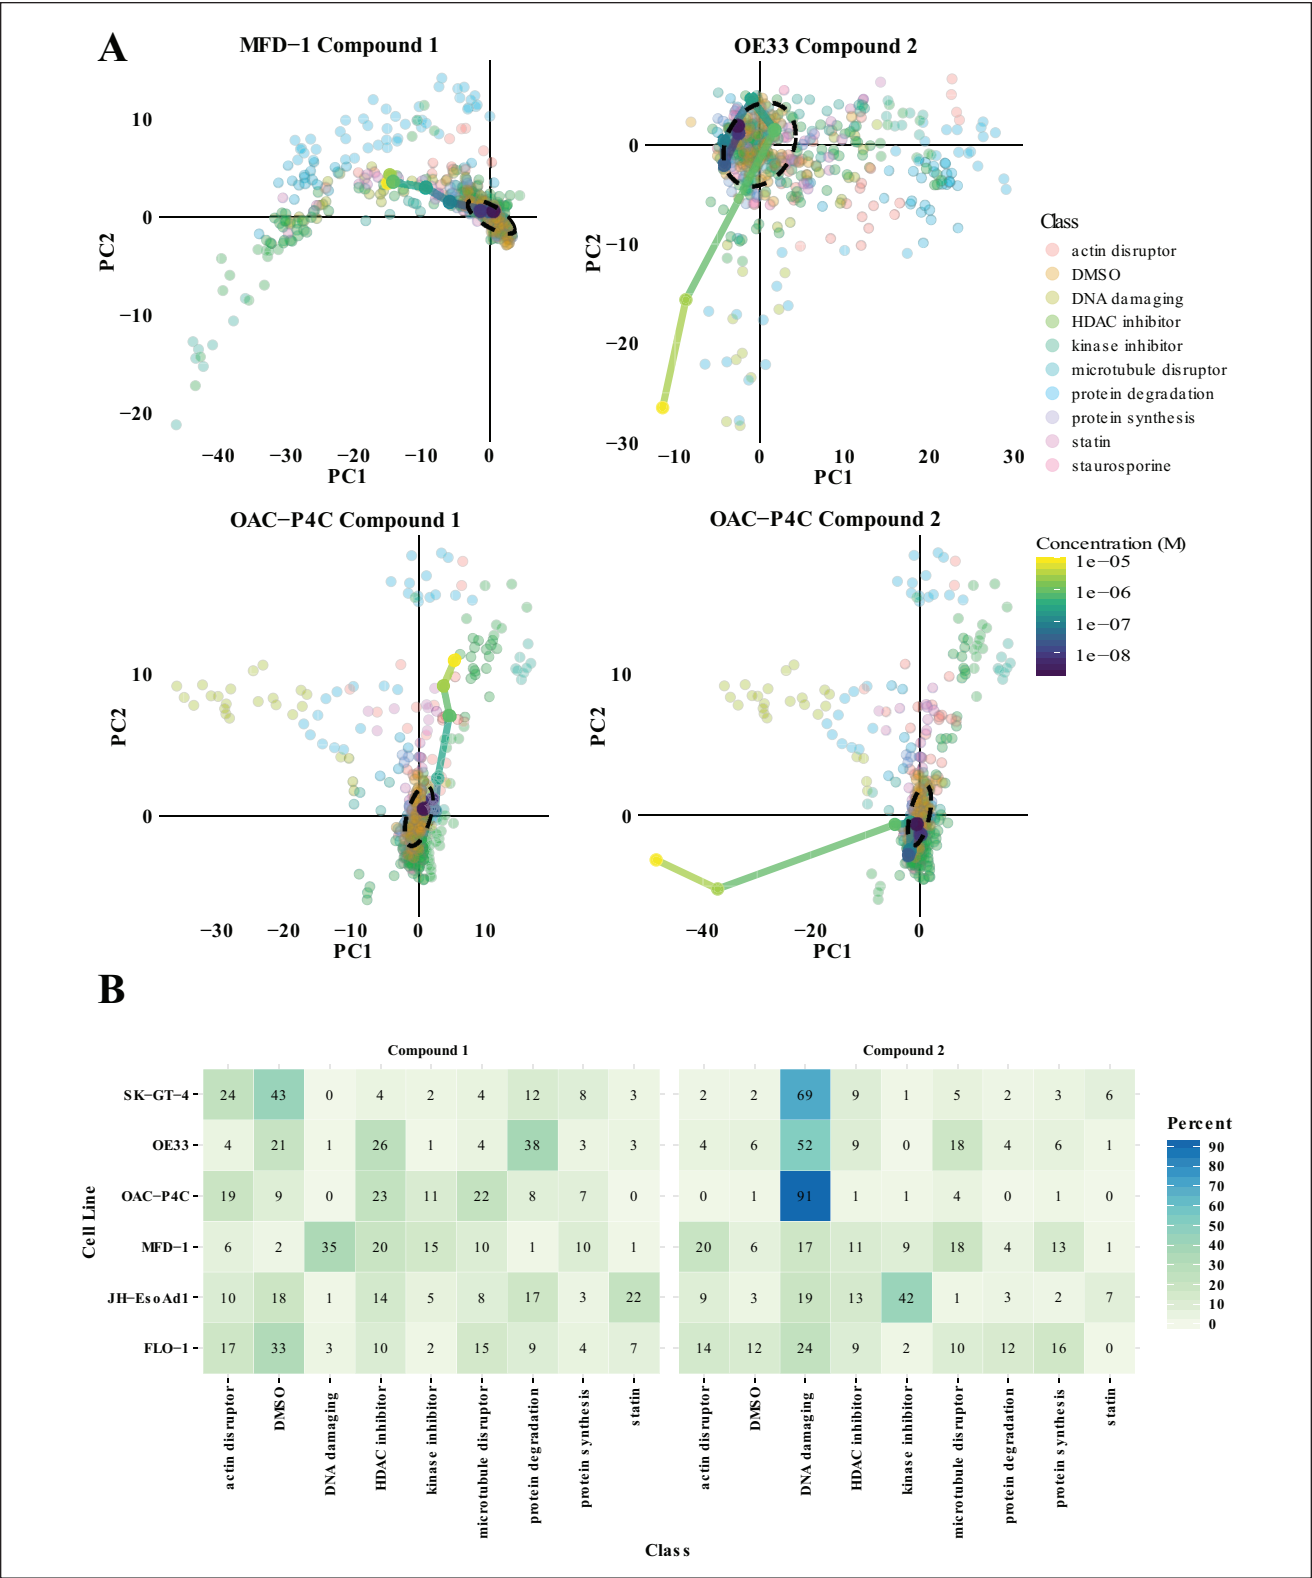 A
MFD−1 Compound 1
OE33 Compound 2
10
0
−10
−20
PC2
−40 −30 −20 −10 0
PC1
0
−10
−20
−30
PC2
−10 0 10 20 30
PC1
Class
actin disruptor
DMSO
DNA damaging
HDAC inhibitor
kinase inhibitor
microtubule disruptor
protein degradation
protein synthesis
statin
staurosporine
OAC−P4C Compound 1
OAC−P4C Compound 2
10
0
PC2
−30 −20 −10 0 10
PC1
10
0
PC2
−40 −20 0
PC1
Concentration (M)
1e−05
1e−06
1e−07
1e−08
B
Compound 1 Compound 2
SK−GT−4 24 43 0 4 2 4 12 8 3 2 2 69 9 1 5 2 3 6
OE33 4 21 1 26 1 4 38 3 3 4 6 52 9 0 18 4 6 1
OAC−P4C 19 9 0 23 11 22 8 7 0 0 1 91 1 1 4 0 1 0
MFD−1 6 2 35 20 15 10 1 10 1 20 6 17 11 9 18 4 13 1
JH−EsoAd1 10 18 1 14 5 8 17 3 22 9 3 19 13 42 1 3 2 7
FLO−1 17 33 3 10 2 15 9 4 7 14 12 24 9 2 10 12 16 0
Cell Line
actin disruptor
DMSO
DNA damaging
HDAC inhibitor
kinase inhibitor
microtubule disruptor
protein degradation
protein synthesis
statin
actin disruptor
DMSO
DNA damaging
HDAC inhibitor
kinase inhibitor
microtubule disruptor
protein degradation
protein synthesis
statin
Class
Percent
90
80
70
60
50
40
30
20
10
0